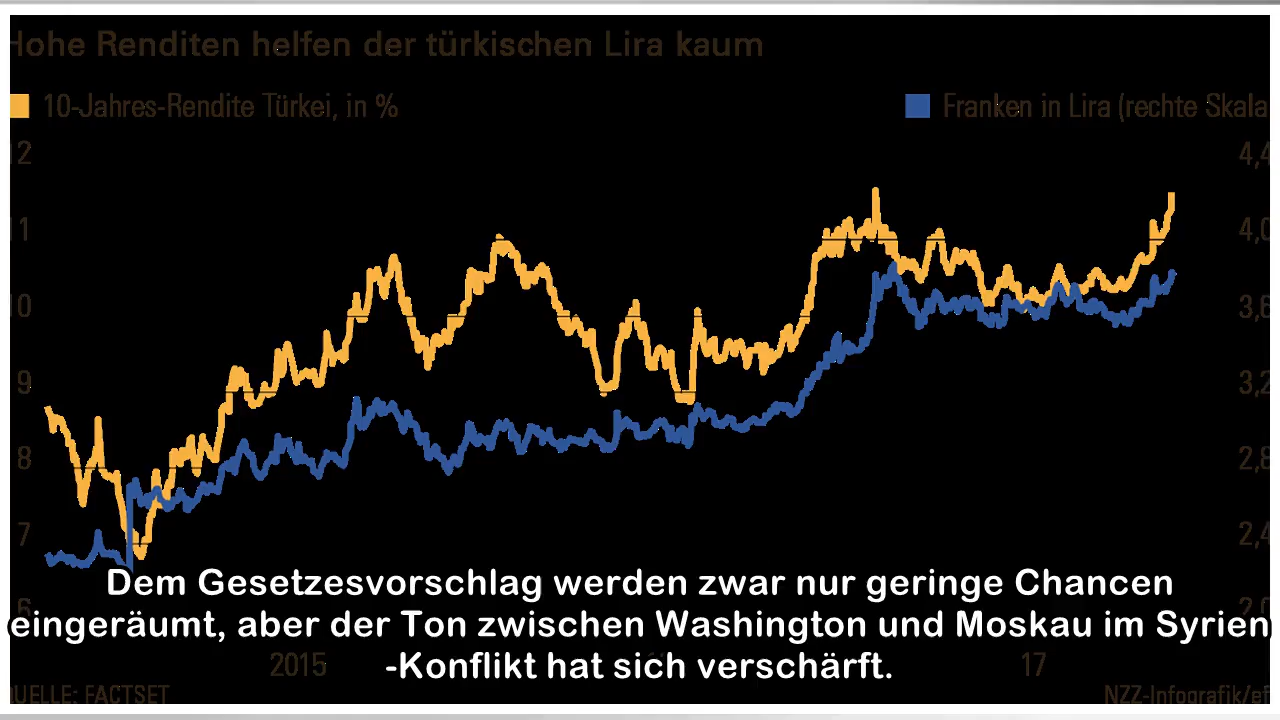 Hohe Renditen helfen der türkischen Lira kaum
10-Jahres-Rendite Türkei, in %
Franken in Lira (rechte Skala
12
4,4
11
4,0
10
3,6
9
3,2
8
2,8
7
2,4
Dem Gesetzesvorschlag werden zwar nur geringe Chancen
6
2,0
eingeräumt, aber der Ton zwischen Washington und Moskau im Syrien
-Konflikt hat sich verschärft.
2015
17
QUELLE: FACTSET
NZZ-Infografik/ef